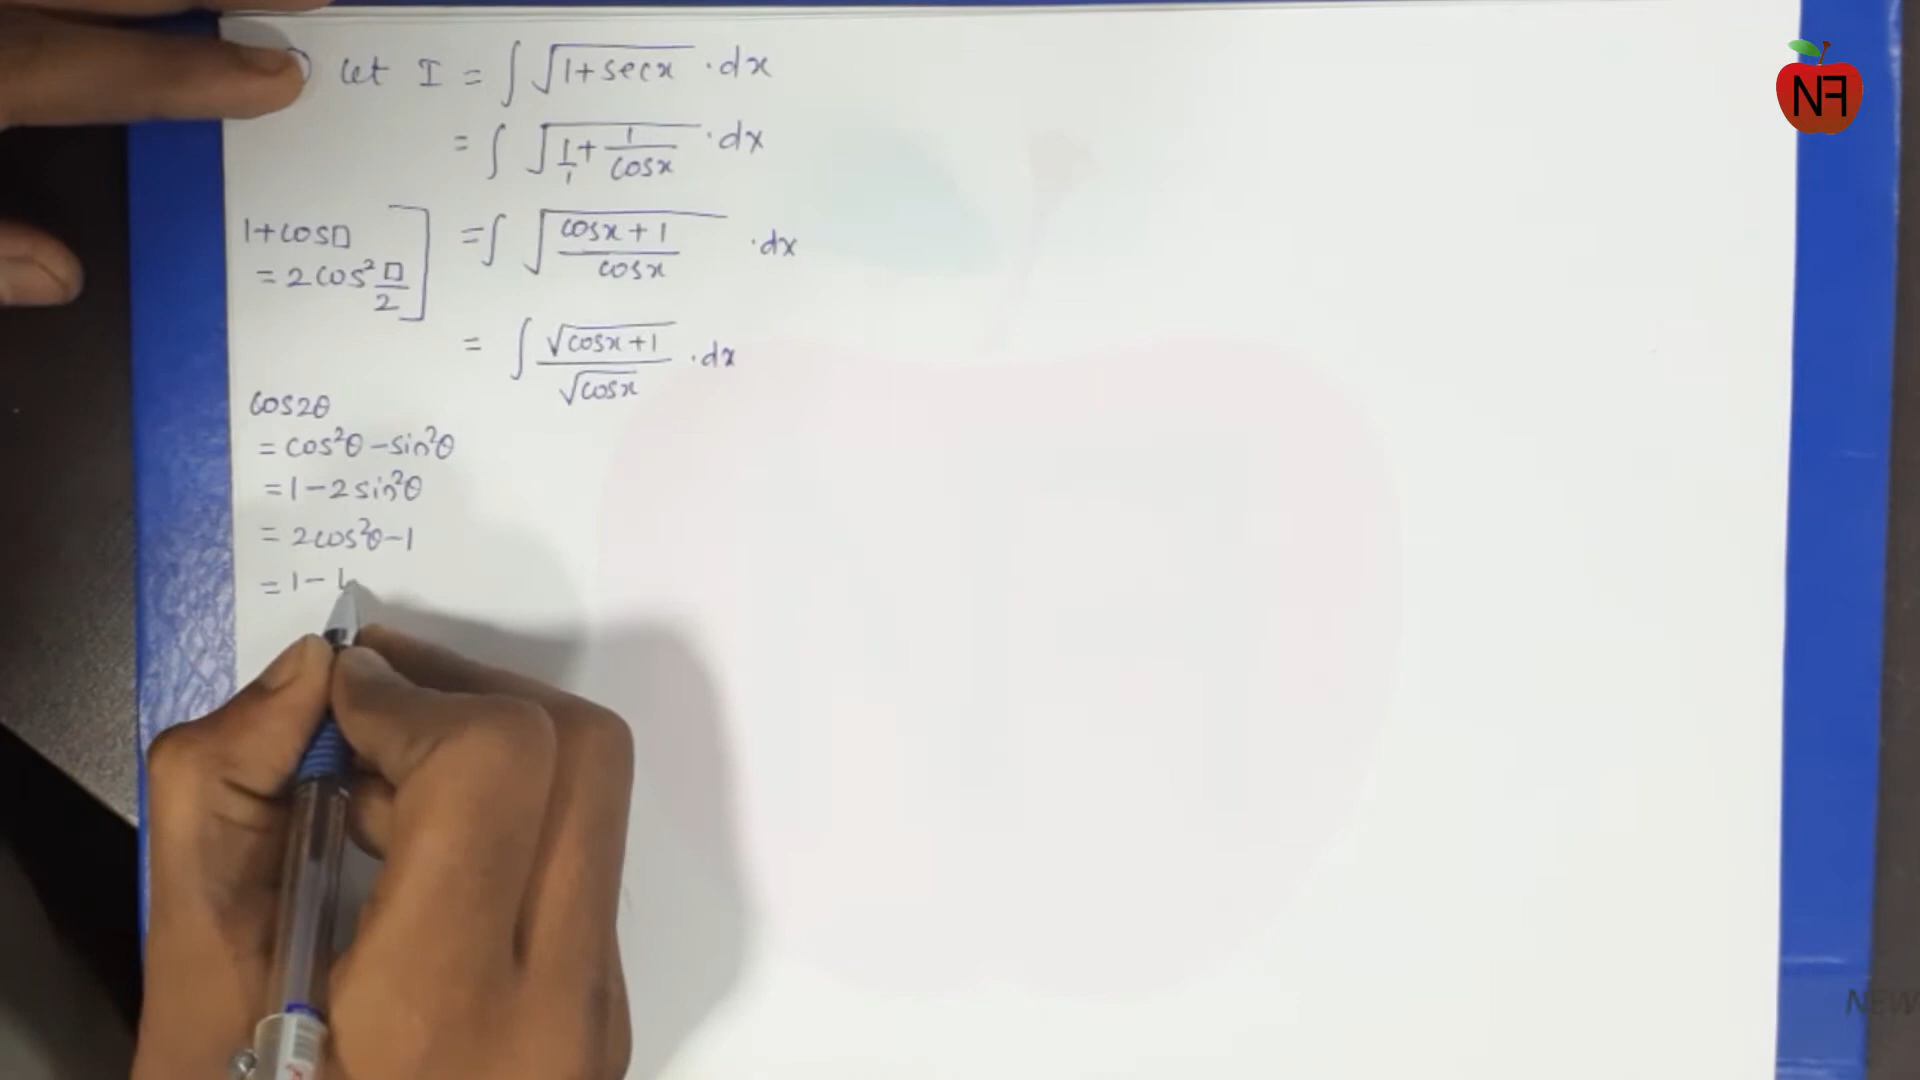 Let I = ∫ √(1+secx) · dx
= ∫ √(1/1 + 1/cosx) · dx
= ∫ √((cosx+1)/cosx) · dx
1+cos□
= 2cos²□/2
= ∫ √(cosx+1)/√(cosx) · dx
cos2θ
= cos²θ - sin²θ
= 1 - 2sin²θ
= 2cos²θ - 1
= 1 -
NF
NEW